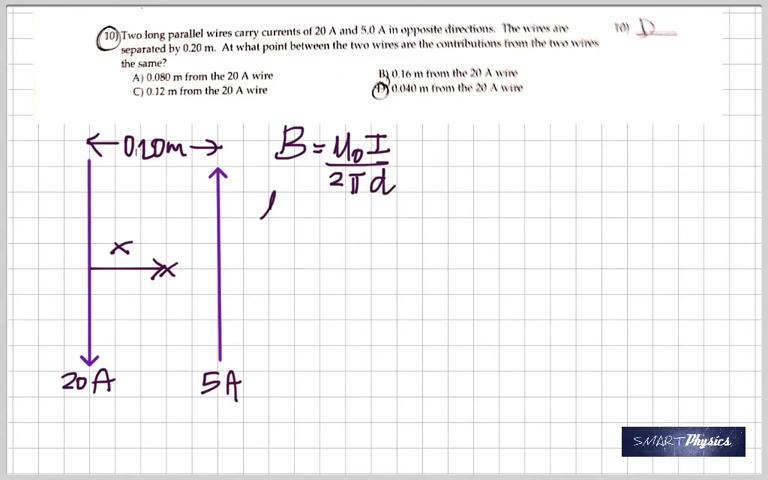 10) Two long parallel wires carry currents of 20 A and 5.0 A in opposite directions. The wires are
separated by 0.20 m. At what point between the two wires are the contributions from the two wires
the same?
10) D
A) 0.080 m from the 20 A wire
B) 0.16 m from the 20 A wire
C) 0.12 m from the 20 A wire
D) 0.040 m from the 20 A wire
0.20m
B = μ₀I
2πd
x
20A
5A
SMART Physics